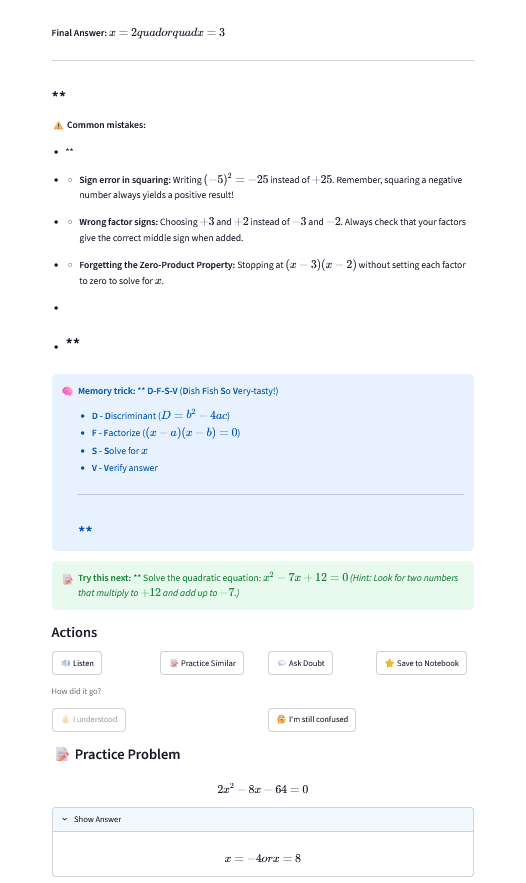 Final Answer: x = 2quadorquadx = 3
**
⚠️ Common mistakes:
• **
• ○ Sign error in squaring: Writing (−5)² = −25 instead of +25. Remember, squaring a negative
number always yields a positive result!
• ○ Wrong factor signs: Choosing +3 and +2 instead of −3 and −2. Always check that your factors
give the correct middle sign when added.
• ○ Forgetting the Zero-Product Property: Stopping at (x − 3)(x − 2) without setting each factor
to zero to solve for x.
•
• **
🧠 Memory trick: ** D-F-S-V (Dish Fish So Very-tasty!)
• D - Discriminant (D = b² − 4ac)
• F - Factorize ((x − a)(x − b) = 0)
• S - Solve for x
• V - Verify answer
**
📝 Try this next: ** Solve the quadratic equation: x² − 7x + 12 = 0 (Hint: Look for two numbers
that multiply to +12 and add up to −7.)
Actions
🔊 Listen
📝 Practice Similar
💬 Ask Doubt
⭐ Save to Notebook
How did it go?
👍 I understood
🤔 I'm still confused
📝 Practice Problem
2x² − 8x − 64 = 0
Show Answer
x = −4orx = 8